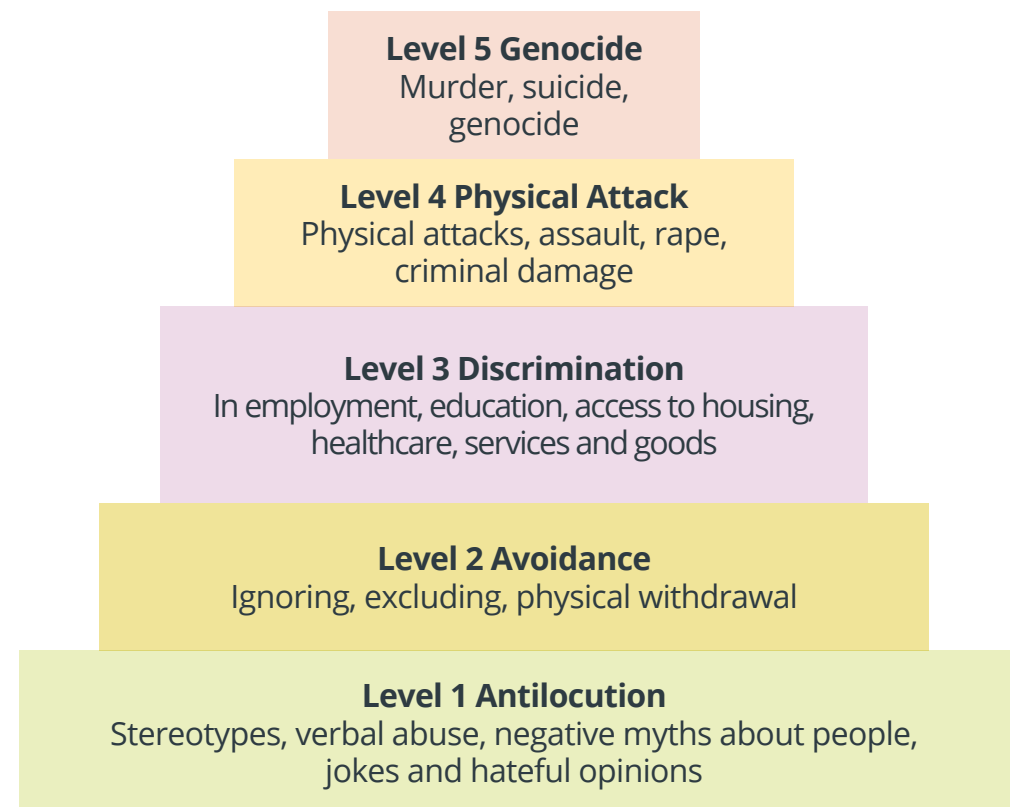 Level 5 Genocide
Murder, suicide,
genocide
Level 4 Physical Attack
Physical attacks, assault, rape,
criminal damage
Level 3 Discrimination
In employment, education, access to housing,
healthcare, services and goods
Level 2 Avoidance
Ignoring, excluding, physical withdrawal
Level 1 Antilocution
Stereotypes, verbal abuse, negative myths about people,
jokes and hateful opinions